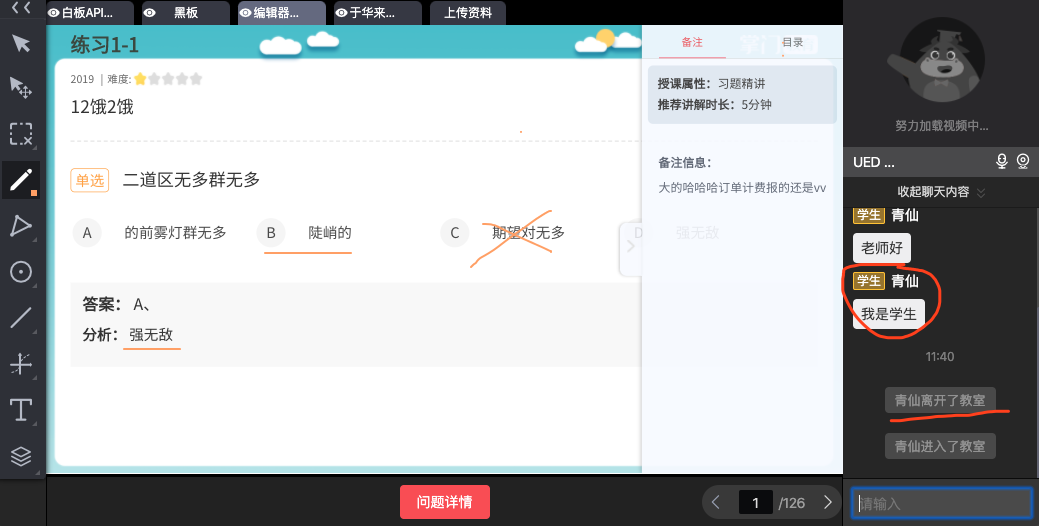 白板API...
黑板
编辑器...
于华来...
上传资料
练习1-1
2019 | 难度:
12饿2饿
单选 二道区无多群无多
A 的前雾灯群无多
B 陡峭的
C 期望对无多
D 强无敌
答案: A、
分析: 强无敌
备注 目录
授课属性: 习题精讲
推荐讲解时长: 5分钟
备注信息:
大的哈哈哈订单计费报的还是vv
问题详情
1 /126
努力加载视频中...
UED ...
收起聊天内容
学生 青仙
老师好
学生 青仙
我是学生
11:40
青仙离开了教室
青仙进入了教室
请输入
T